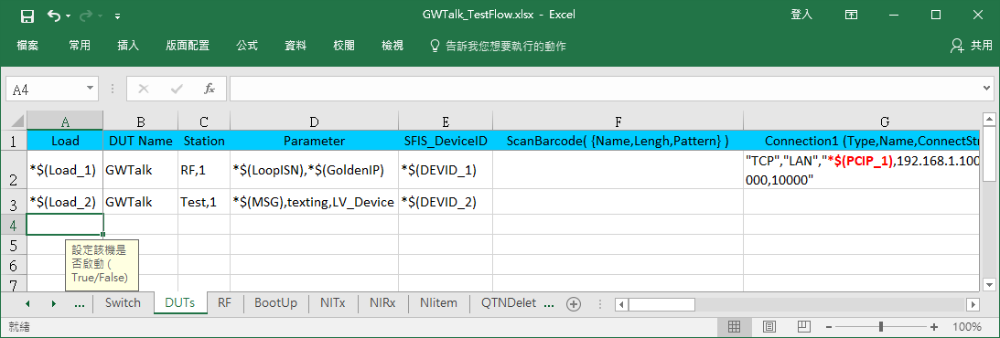 GWTalk_TestFlow.xlsx - Excel
登入
檔案 常用 插入 版面配置 公式 資料 校閱 檢視 告訴我您想要執行的動作 共用
A4 fx
A B C D E F G
1 Load DUT Name Station Parameter SFIS_DeviceID ScanBarcode( {Name,Lengh,Pattern} ) Connection1 (Type,Name,ConnectStr
"TCP","LAN","*$(PCIP_1),192.168.1.100
2 *$(Load_1) GWTalk RF,1 *$(LoopISN),*$(GoldenIP) *$(DEVID_1)
000,10000"
3 *$(Load_2) GWTalk Test,1 *$(MSG),texting,LV_Device *$(DEVID_2)
4
5
6
7
設定該機是
否啟動 (
True/False)
... Switch DUTs RF BootUp NITx NIRx NIitem QTNDelet ...
就緒 100%